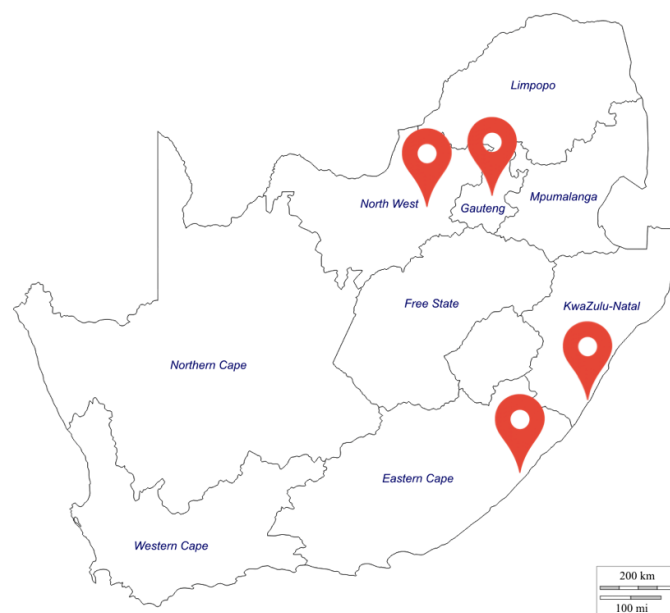 Limpopo
North West
Gauteng
Mpumalanga
Free State
KwaZulu-Natal
Northern Cape
Eastern Cape
Western Cape
200 km
100 mi